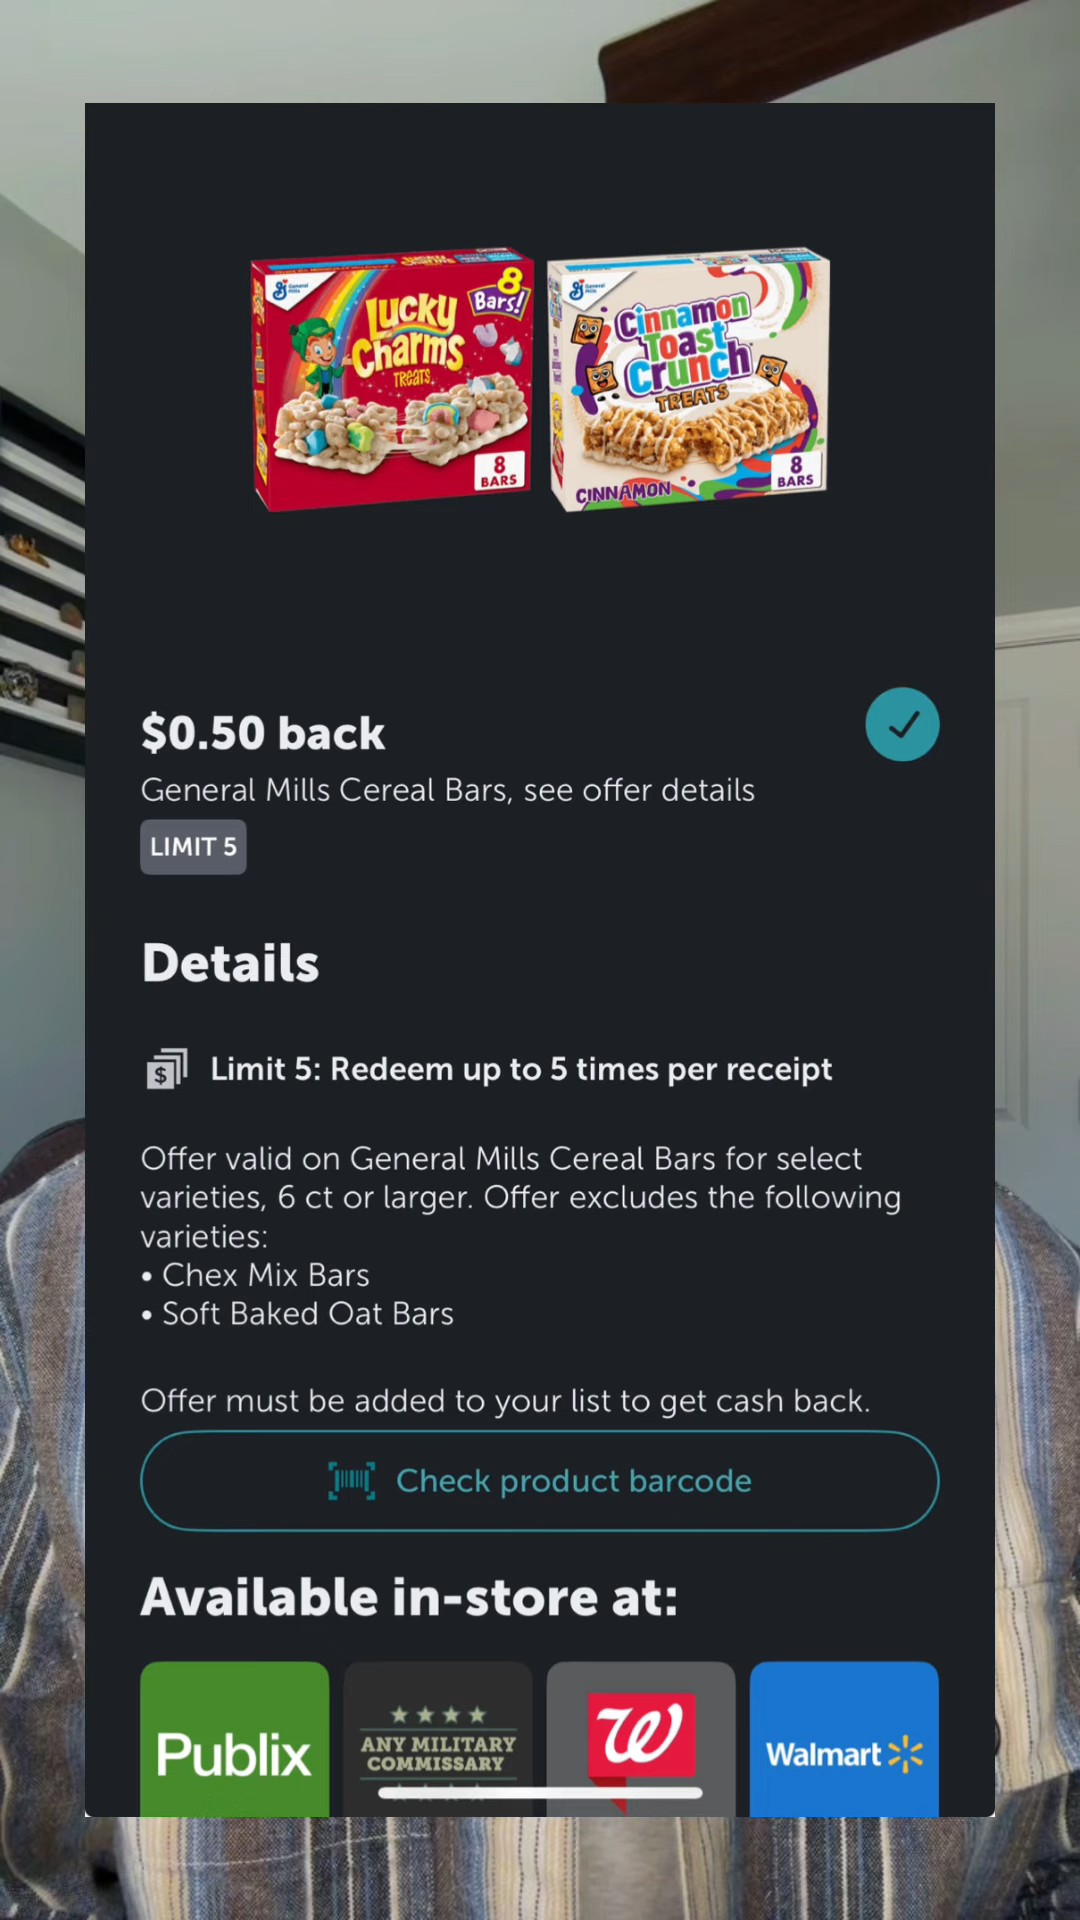 General Mills
8
Bars!
Lucky
Charms
TREATS
8
BARS
General Mills
Cinnamon
Toast
Crunch
TREATS
CINNAMON
8
BARS
$0.50 back
General Mills Cereal Bars, see offer details
LIMIT 5
Details
$ Limit 5: Redeem up to 5 times per receipt
Offer valid on General Mills Cereal Bars for select
varieties, 6 ct or larger. Offer excludes the following
varieties:
• Chex Mix Bars
• Soft Baked Oat Bars
Offer must be added to your list to get cash back.
Check product barcode
Available in-store at:
Publix
ANY MILITARY
COMMISSARY
W
Walmart